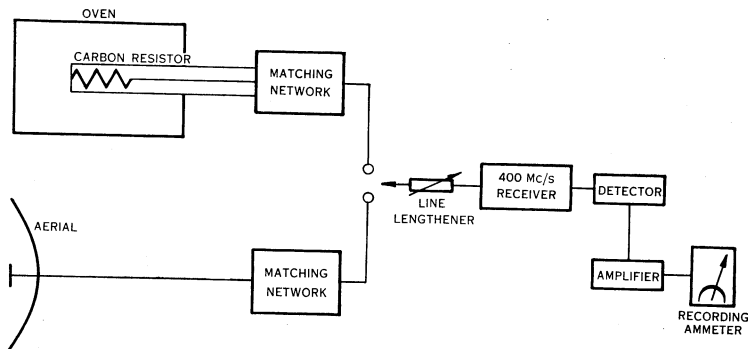 OVEN
CARBON RESISTOR
MATCHING
NETWORK
AERIAL
MATCHING
NETWORK
LINE
LENGTHENER
400 Mc/s
RECEIVER
DETECTOR
AMPLIFIER
RECORDING
AMMETER